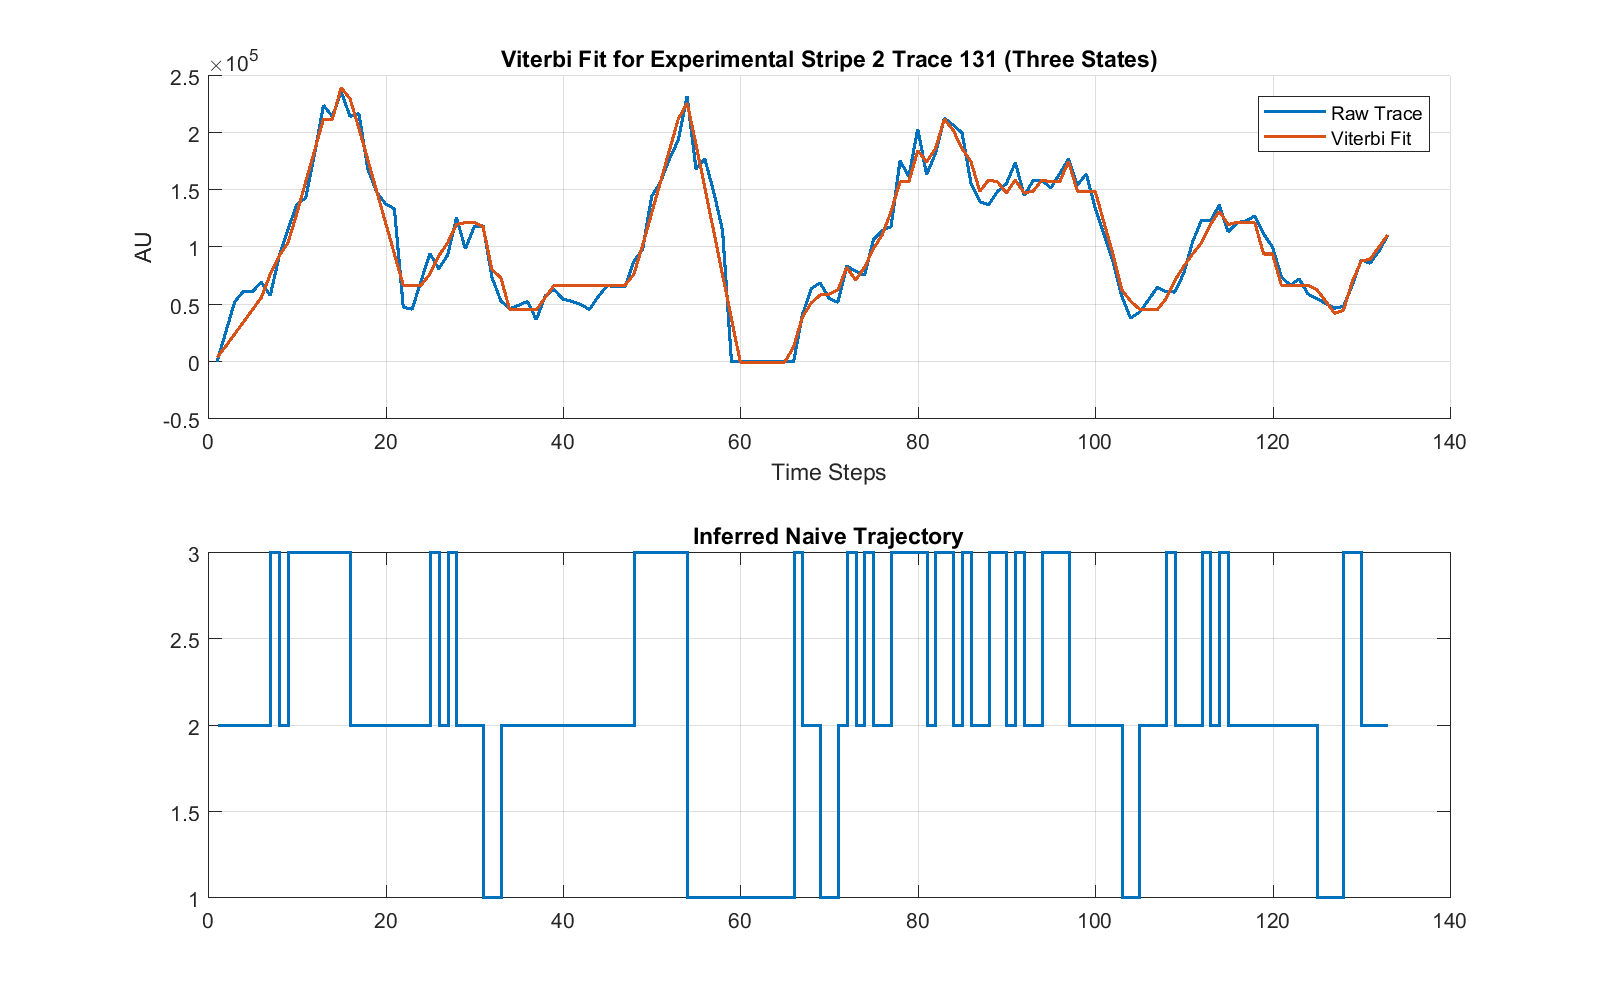 Viterbi Fit for Experimental Stripe 2 Trace 131 (Three States)
×10⁵
2.5
2
1.5
1
0.5
0
-0.5
AU
Raw Trace
Viterbi Fit
0 20 40 60 80 100 120 140
Time Steps
Inferred Naive Trajectory
3
2.5
2
1.5
1
0 20 40 60 80 100 120 140